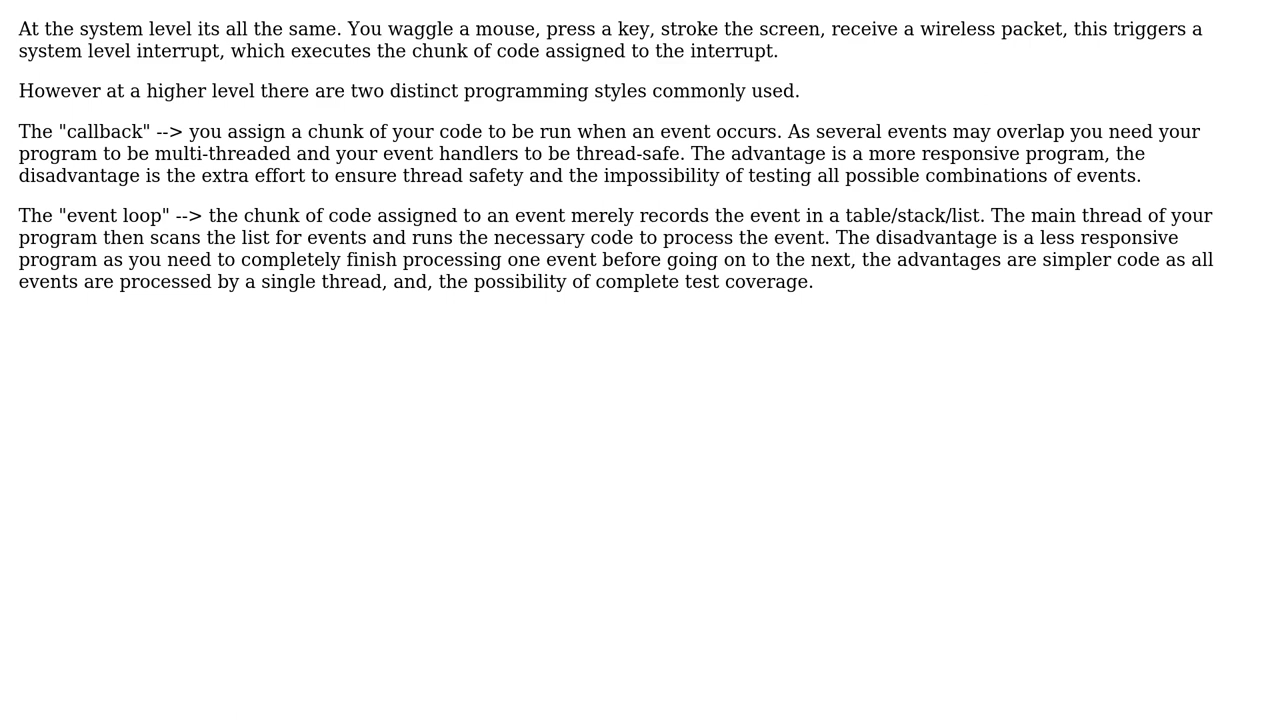 At the system level its all the same. You waggle a mouse, press a key, stroke the screen, receive a wireless packet, this triggers a
system level interrupt, which executes the chunk of code assigned to the interrupt.
However at a higher level there are two distinct programming styles commonly used.
The "callback" --> you assign a chunk of your code to be run when an event occurs. As several events may overlap you need your
program to be multi-threaded and your event handlers to be thread-safe. The advantage is a more responsive program, the
disadvantage is the extra effort to ensure thread safety and the impossibility of testing all possible combinations of events.
The "event loop" --> the chunk of code assigned to an event merely records the event in a table/stack/list. The main thread of your
program then scans the list for events and runs the necessary code to process the event. The disadvantage is a less responsive
program as you need to completely finish processing one event before going on to the next, the advantages are simpler code as all
events are processed by a single thread, and, the possibility of complete test coverage.